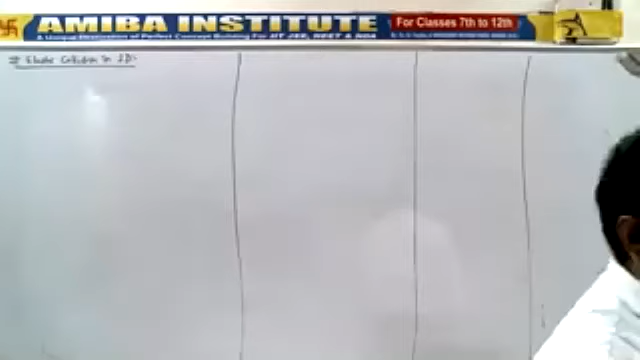 AMIBA INSTITUTE
A Unique Destination of Perfect Concept Building For IIT JEE, NEET & NDA
For Classes 7th to 12th
Elastic Collision in 2D: